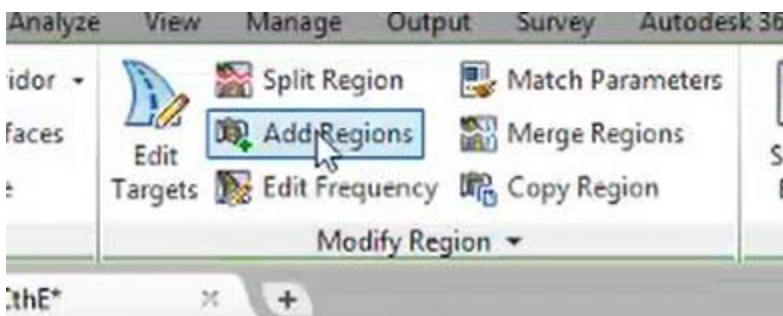 Analyze View Manage Output Survey Autodesk 36
idor
Split Region
Match Parameters
faces
Add Regions
Merge Regions
Edit
Targets
Edit Frequency
Copy Region
Modify Region
thE*